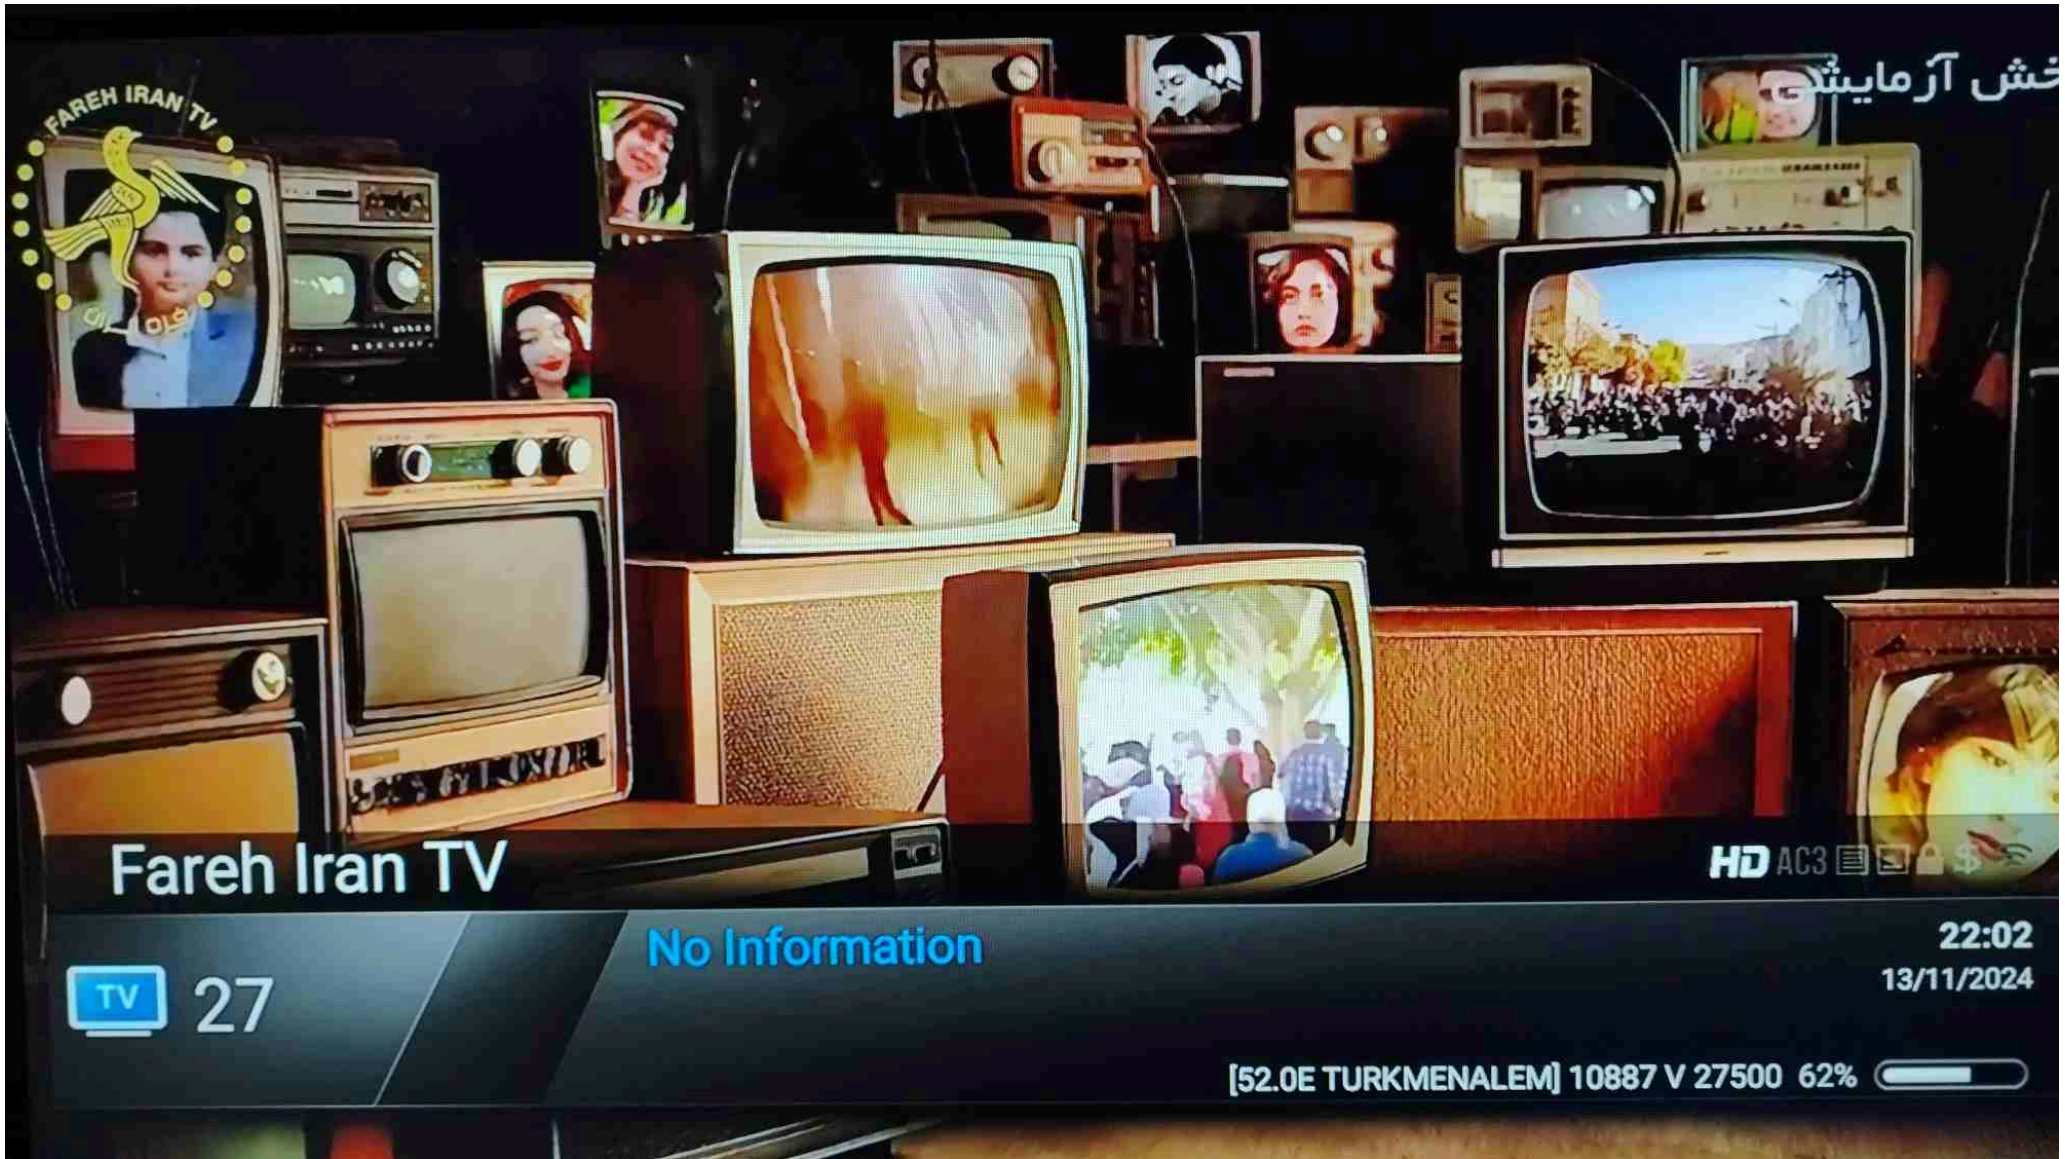 FAREH IRAN TV
بخش آزمایشی
Fareh Iran TV
HD AC3
No Information
22:02
TV 27
13/11/2024
[52.0E TURKMENALEM] 10887 V 27500 62%